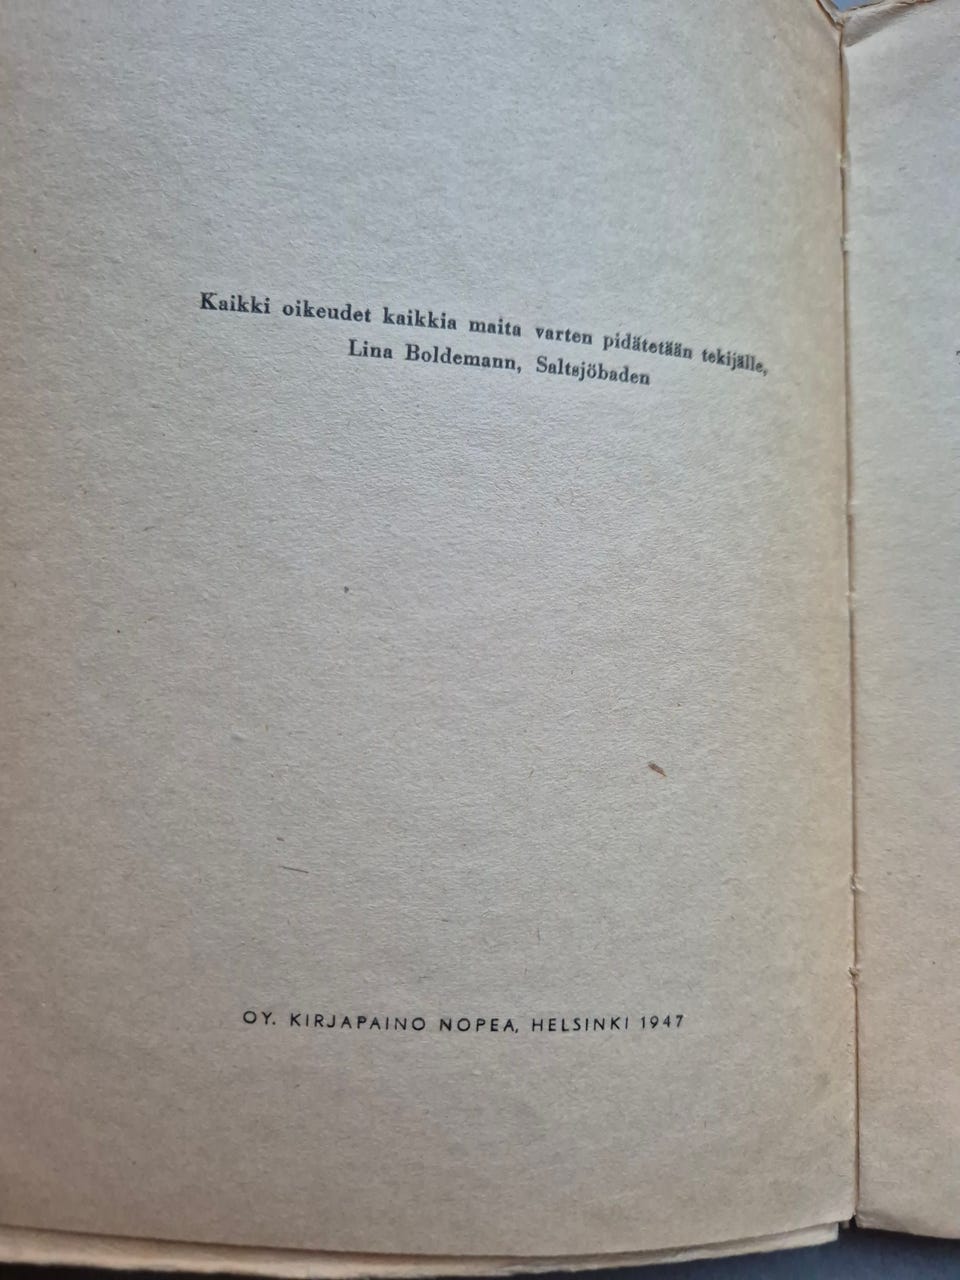 Kaikki oikeudet kaikkia maita varten pidätetään tekijälle,
Lina Boldemann, Saltsjöbaden
OY. KIRJAPAINO NOPEA, HELSINKI 1947